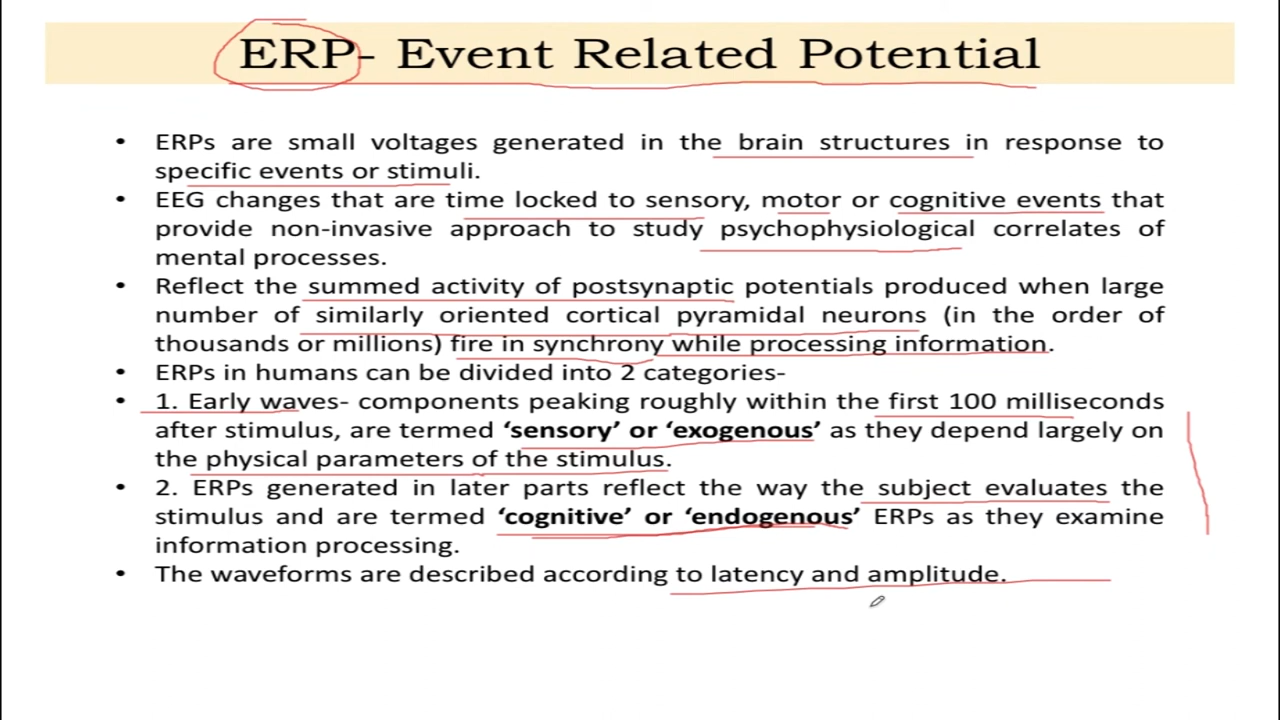 ERP- Event Related Potential
• ERPs are small voltages generated in the brain structures in response to
specific events or stimuli.
• EEG changes that are time locked to sensory, motor or cognitive events that
provide non-invasive approach to study psychophysiological correlates of
mental processes.
• Reflect the summed activity of postsynaptic potentials produced when large
number of similarly oriented cortical pyramidal neurons (in the order of
thousands or millions) fire in synchrony while processing information.
• ERPs in humans can be divided into 2 categories-
• 1. Early waves- components peaking roughly within the first 100 milliseconds
after stimulus, are termed ‘sensory’ or ‘exogenous’ as they depend largely on
the physical parameters of the stimulus.
• 2. ERPs generated in later parts reflect the way the subject evaluates the
stimulus and are termed ‘cognitive’ or ‘endogenous’ ERPs as they examine
information processing.
• The waveforms are described according to latency and amplitude.